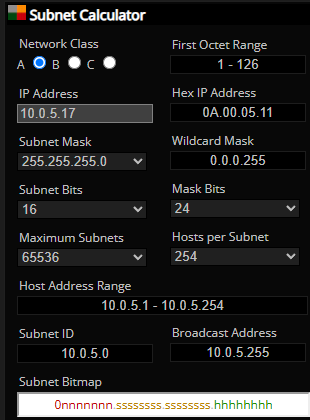 Subnet Calculator
Network Class First Octet Range
A B C 1 - 126
IP Address Hex IP Address
10.0.5.17 0A.00.05.11
Subnet Mask Wildcard Mask
255.255.255.0 0.0.0.255
Subnet Bits Mask Bits
16 24
Maximum Subnets Hosts per Subnet
65536 254
Host Address Range
10.0.5.1 - 10.0.5.254
Subnet ID Broadcast Address
10.0.5.0 10.0.5.255
Subnet Bitmap
0nnnnnnn.ssssssss.ssssssss.hhhhhhhh